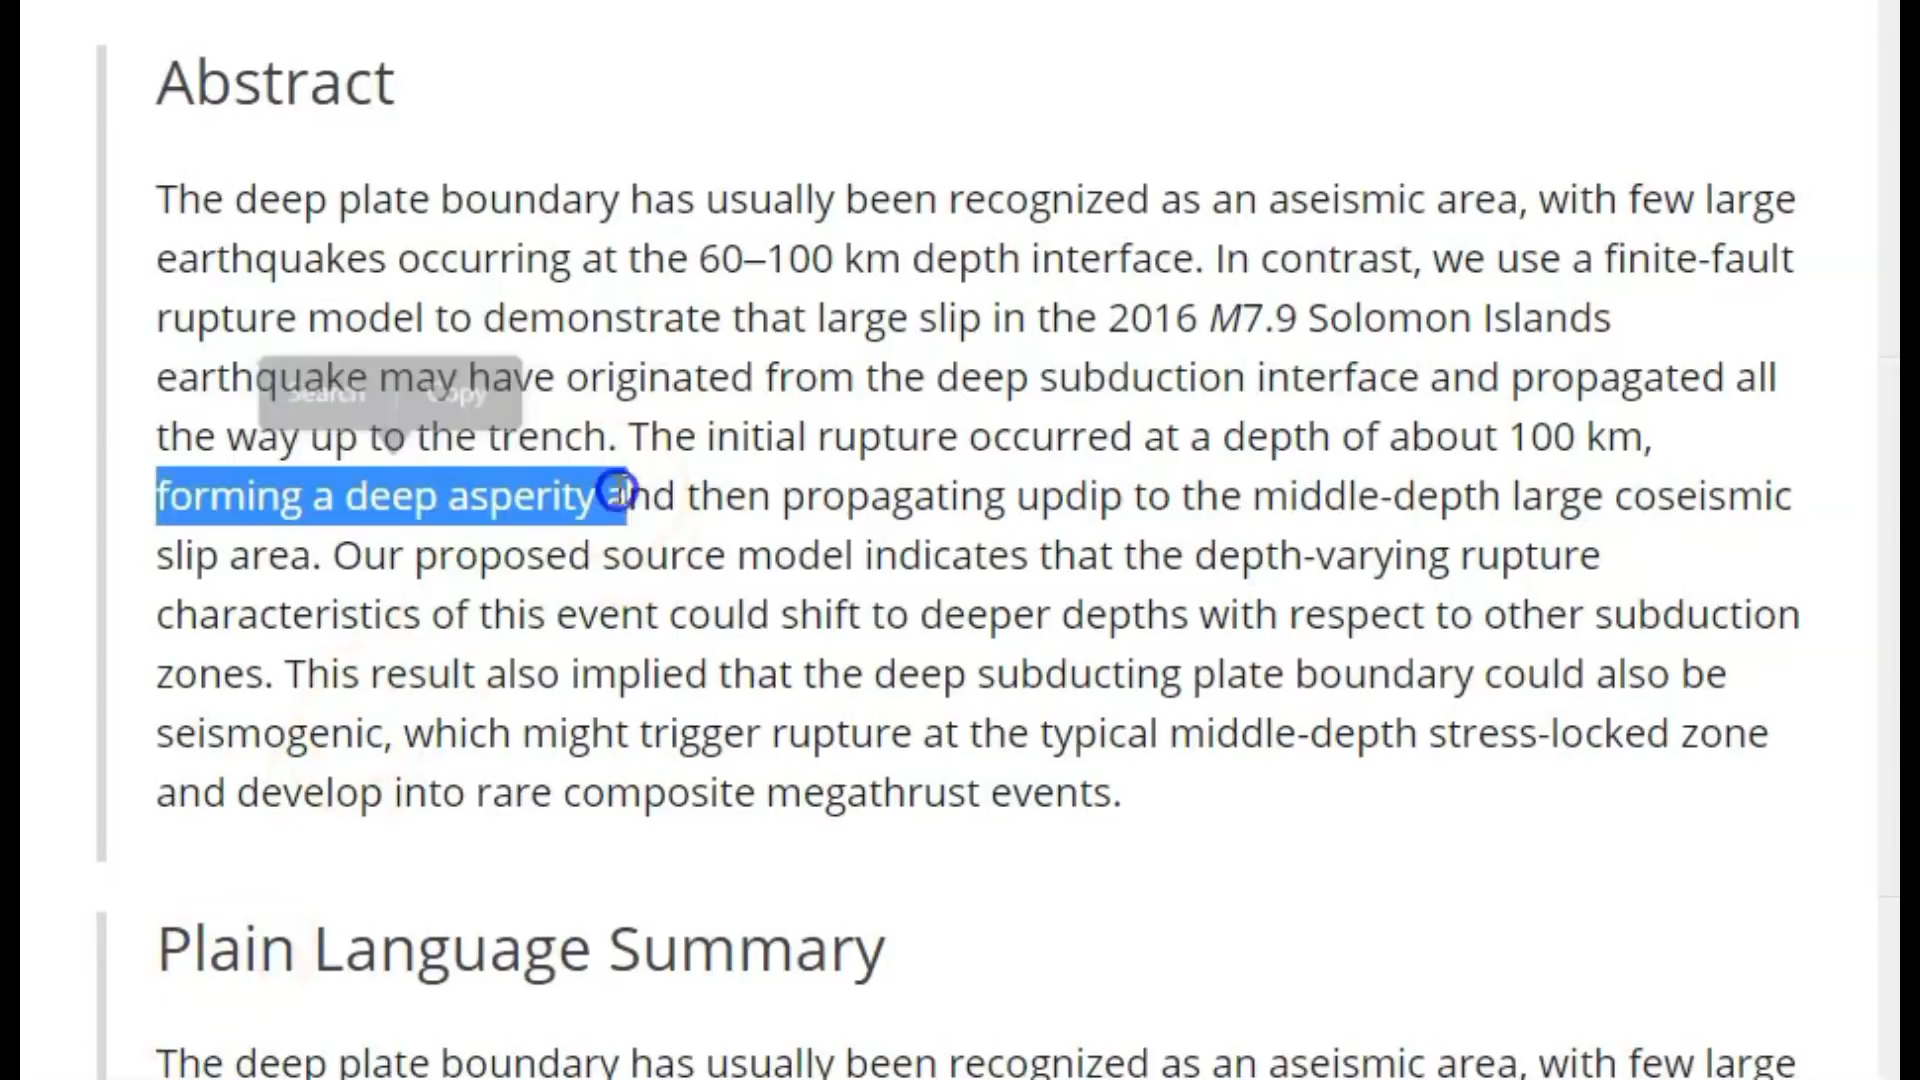 Abstract
The deep plate boundary has usually been recognized as an aseismic area, with few large
earthquakes occurring at the 60–100 km depth interface. In contrast, we use a finite-fault
rupture model to demonstrate that large slip in the 2016 M7.9 Solomon Islands
earthquake may have originated from the deep subduction interface and propagated all
Search Copy
the way up to the trench. The initial rupture occurred at a depth of about 100 km,
forming a deep asperity and then propagating updip to the middle-depth large coseismic
slip area. Our proposed source model indicates that the depth-varying rupture
characteristics of this event could shift to deeper depths with respect to other subduction
zones. This result also implied that the deep subducting plate boundary could also be
seismogenic, which might trigger rupture at the typical middle-depth stress-locked zone
and develop into rare composite megathrust events.
Plain Language Summary
The deep plate boundary has usually been recognized as an aseismic area, with few large